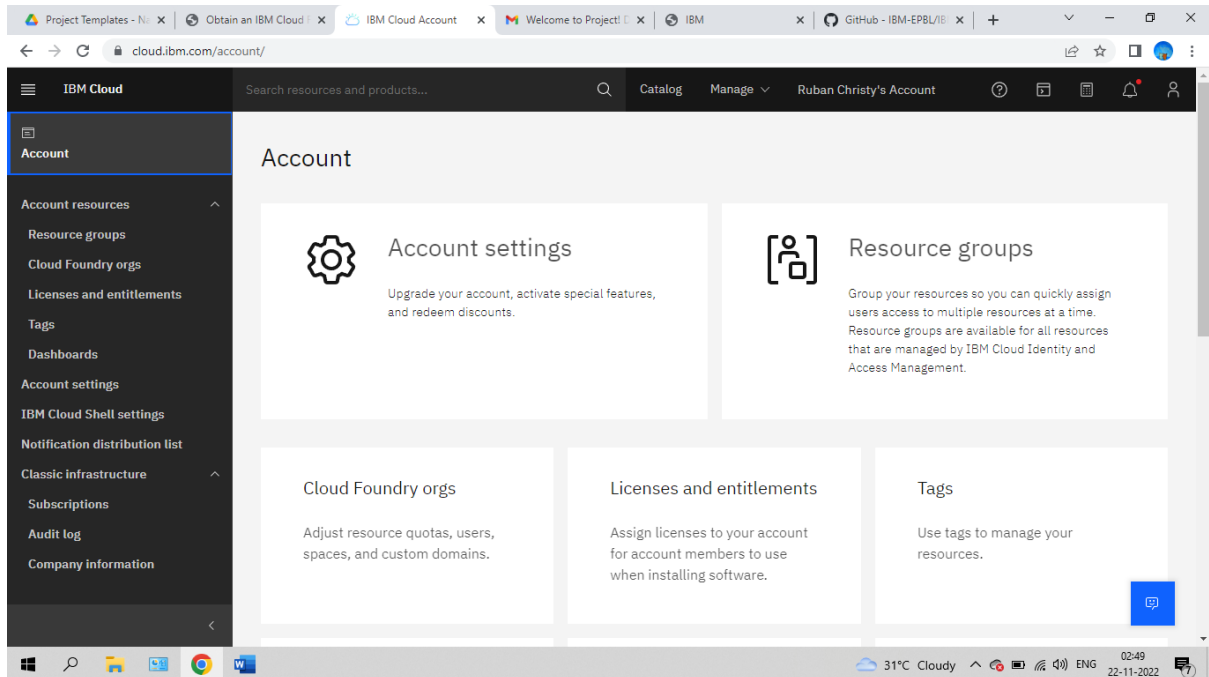 Project Templates - Na
Obtain an IBM Cloud F
IBM Cloud Account
Welcome to Project! D
IBM
GitHub - IBM-EPBL/IB
cloud.ibm.com/account/
IBM Cloud
Search resources and products...
Catalog
Manage
Ruban Christy's Account
Account
Account resources
Resource groups
Cloud Foundry orgs
Licenses and entitlements
Tags
Dashboards
Account settings
IBM Cloud Shell settings
Notification distribution list
Classic infrastructure
Subscriptions
Audit log
Company information
Account
Account settings
Upgrade your account, activate special features,
and redeem discounts.
Resource groups
Group your resources so you can quickly assign
users access to multiple resources at a time.
Resource groups are available for all resources
that are managed by IBM Cloud Identity and
Access Management.
Cloud Foundry orgs
Adjust resource quotas, users,
spaces, and custom domains.
Licenses and entitlements
Assign licenses to your account
for account members to use
when installing software.
Tags
Use tags to manage your
resources.
31°C Cloudy
ENG
02:49
22-11-2022
7